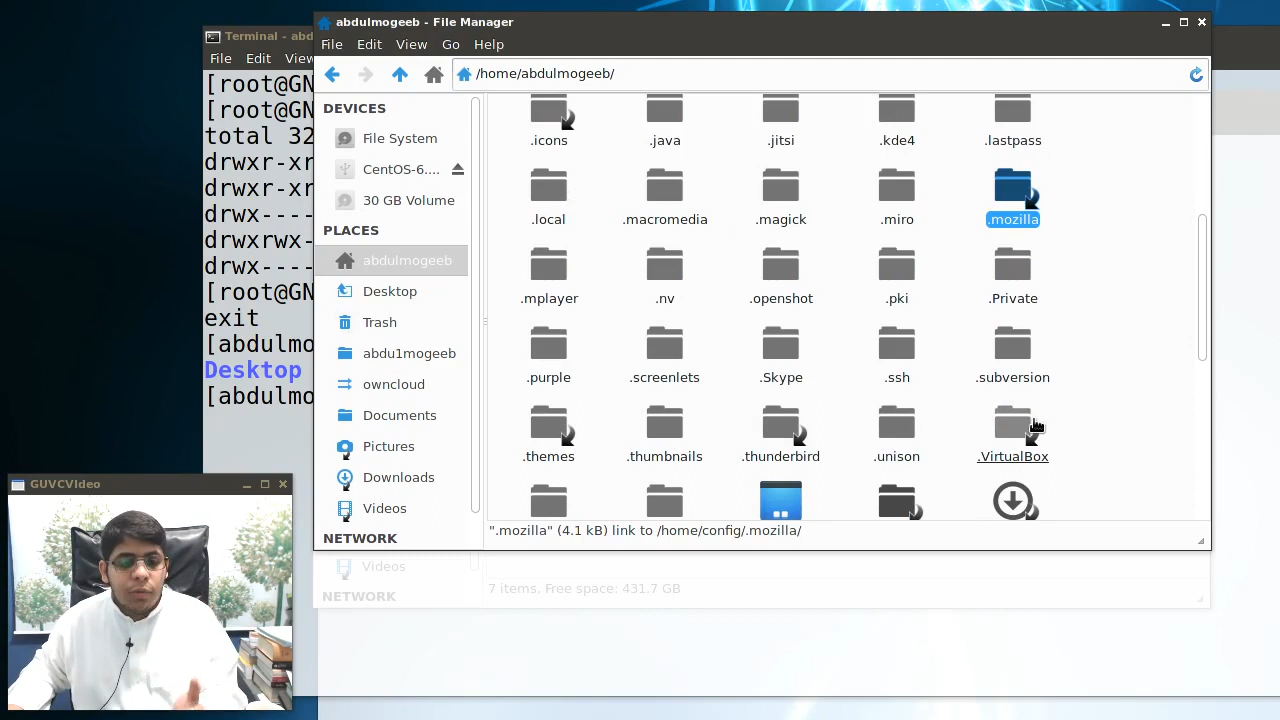 Terminal - abd
File Edit View
[root@GN
[root@GN
total 32
drwxr-xr
drwxr-xr
drwx----
drwxrwx-
drwx----
[root@GN
exit
[abdulmo
Desktop
[abdulmo
abdulmogeeb - File Manager
File Edit View Go Help
/home/abdulmogeeb/
DEVICES
File System
CentOS-6....
30 GB Volume
PLACES
abdulmogeeb
Desktop
Trash
abdu1mogeeb
owncloud
Documents
Pictures
Downloads
Videos
NETWORK
.icons .java .jitsi .kde4 .lastpass
.local .macromedia .magick .miro .mozilla
.mplayer .nv .openshot .pki .Private
.purple .screenlets .Skype .ssh .subversion
.themes .thumbnails .thunderbird .unison .VirtualBox
".mozilla" (4.1 kB) link to /home/config/.mozilla/
Videos
NETWORK
7 items. Free space: 431.7 GB
GUVCVIdeo